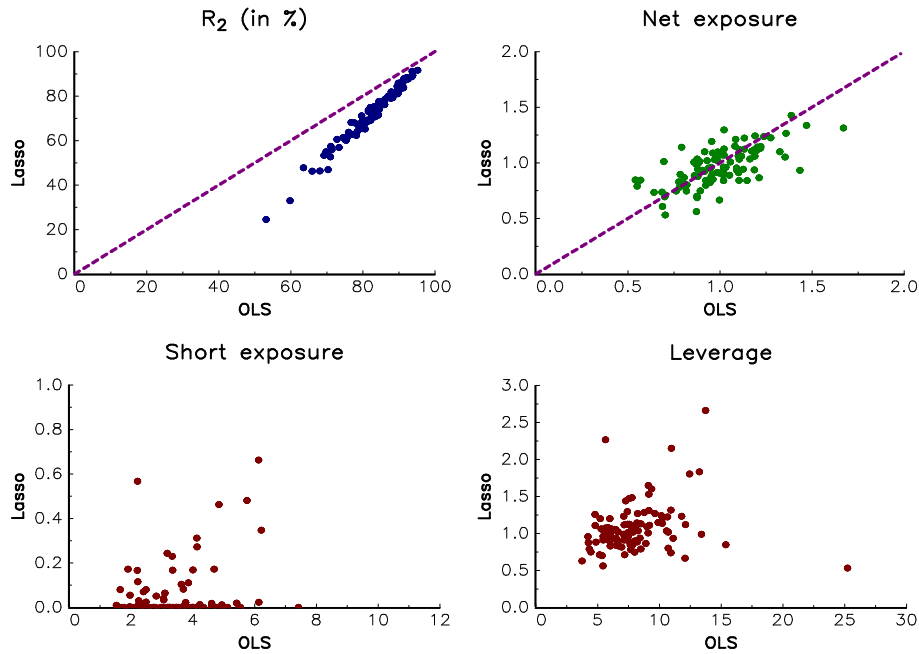 R2 (in %)
Lasso
100
80
60
40
20
0
0 20 40 60 80 100
OLS
Net exposure
Lasso
2.0
1.5
1.0
0.5
0.0
0.0 0.5 1.0 1.5 2.0
OLS
Short exposure
Lasso
1.0
0.8
0.6
0.4
0.2
0.0
0 2 4 6 8 10 12
OLS
Leverage
Lasso
3.0
2.5
2.0
1.5
1.0
0.5
0.0
0 5 10 15 20 25 30
OLS